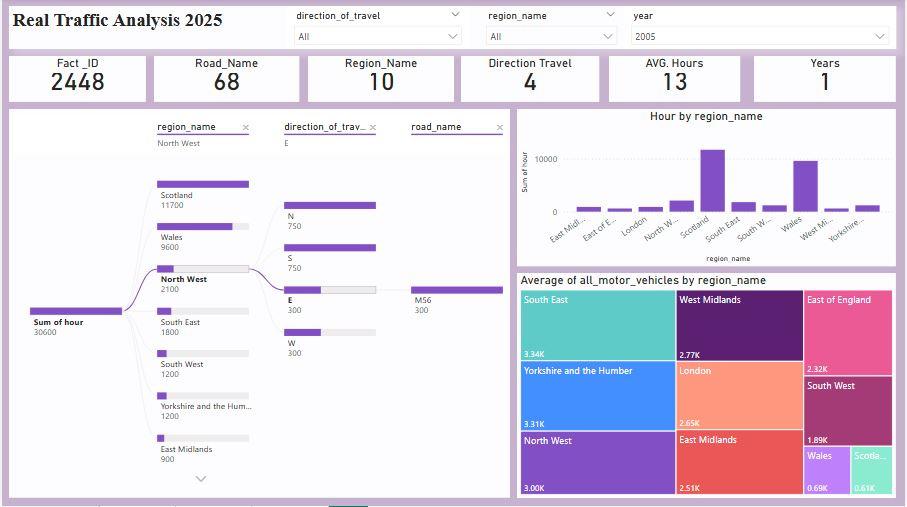 Real Traffic Analysis 2025
direction_of_travel
All
region_name
All
year
2005
Fact _ID
2448
Road_Name
68
Region_Name
10
Direction Travel
4
AVG. Hours
13
Years
1
region_name
North West
direction_of_trav...
E
road_name
Sum of hour
30600
Scotland
11700
Wales
9600
North West
2100
South East
1800
South West
1200
Yorkshire and the Hum...
1200
East Midlands
900
N
750
S
750
E
300
W
300
M56
300
Hour by region_name
Sum of hour
10000
0
East Midl...
East of E...
London
North W...
Scotland
South East
South W...
Wales
West Mi...
Yorkshire...
region_name
Average of all_motor_vehicles by region_name
South East
3.34K
Yorkshire and the Humber
3.31K
North West
3.00K
West Midlands
2.77K
London
2.65K
East Midlands
2.51K
East of England
2.32K
South West
1.89K
Wales
0.69K
Scotla...
0.61K